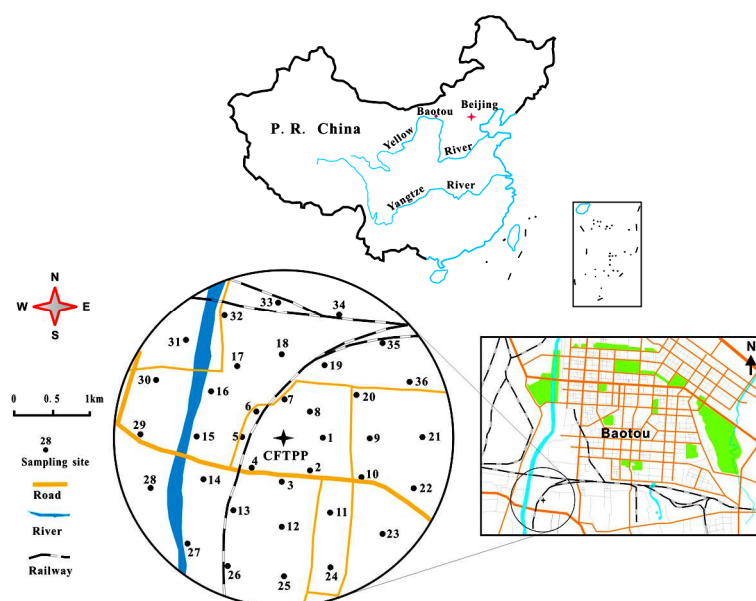 Baotou
Beijing
P. R. China
Yellow
River
Yangtze
River
N
W
E
S
0
0.5
1km
28
Sampling site
Road
River
Railway
33
34
32
31
18
35
17
19
30
16
36
20
7
6
8
29
15
5
1
9
21
CFTPP
4
2
10
14
3
28
22
13
11
12
23
27
26
24
25
N
Baotou